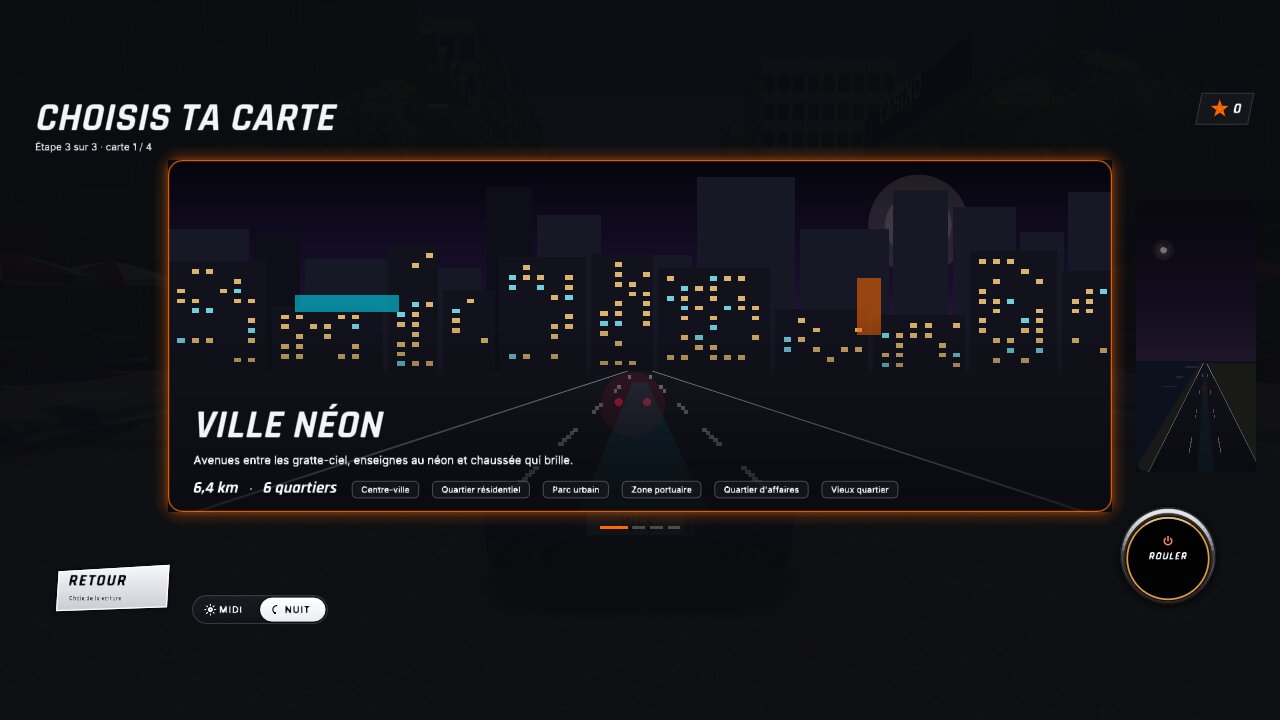 CHOISIS TA CARTE
Étape 3 sur 3 · carte 1 / 4
0
VILLE NÉON
Avenues entre les gratte-ciel, enseignes au néon et chaussée qui brille.
6,4 km · 6 quartiers
Centre-ville
Quartier résidentiel
Parc urbain
Zone portuaire
Quartier d'affaires
Vieux quartier
RETOUR
Choix de la voiture
MIDI
NUIT
ROULER